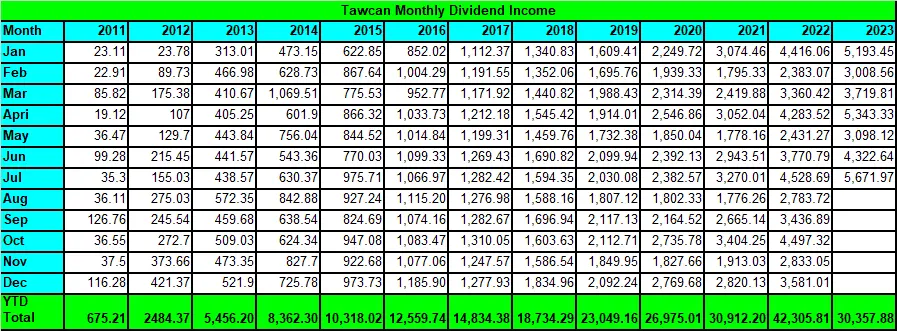 Tawcan Monthly Dividend Income
Month 2011 2012 2013 2014 2015 2016 2017 2018 2019 2020 2021 2022 2023
Jan 23.11 23.78 313.01 473.15 622.85 852.02 1,112.37 1,340.83 1,609.41 2,249.72 3,074.46 4,416.06 5,193.45
Feb 22.91 89.73 466.98 628.73 867.64 1,004.29 1,191.55 1,352.06 1,695.76 1,939.33 1,795.33 2,383.07 3,008.56
Mar 85.82 175.38 410.67 1,069.51 775.53 952.77 1,171.92 1,440.82 1,988.43 2,314.39 2,419.88 3,360.42 3,719.81
Apri 19.12 107 405.25 601.9 866.32 1,033.73 1,212.18 1,545.42 1,914.01 2,546.86 3,052.04 4,283.52 5,343.33
May 36.47 129.7 443.84 756.04 844.52 1,014.84 1,199.31 1,459.76 1,732.38 1,850.04 1,778.16 2,431.27 3,098.12
Jun 99.28 215.45 441.57 543.36 770.03 1,099.33 1,269.43 1,690.82 2,099.94 2,392.13 2,943.51 3,770.79 4,322.64
Jul 35.3 155.03 438.57 630.37 975.71 1,066.97 1,282.42 1,594.35 2,030.08 2,382.57 3,270.01 4,528.69 5,671.97
Aug 36.11 275.03 572.35 842.88 927.24 1,115.20 1,276.98 1,588.16 1,807.12 1,802.33 1,776.26 2,783.72
Sep 126.76 245.54 459.68 638.54 824.69 1,074.16 1,282.67 1,696.94 2,117.13 2,164.52 2,665.14 3,436.89
Oct 36.55 272.7 509.03 624.34 947.08 1,083.47 1,310.05 1,603.63 2,112.71 2,735.78 3,404.25 4,497.32
Nov 37.5 373.66 473.35 827.7 922.68 1,077.06 1,247.57 1,586.54 1,849.95 1,827.66 1,913.03 2,833.05
Dec 116.28 421.37 521.9 725.78 973.73 1,185.90 1,277.93 1,834.96 2,092.24 2,769.68 2,820.13 3,581.01
YTD
Total 675.21 2484.37 5,456.20 8,362.30 10,318.02 12,559.74 14,834.38 18,734.29 23,049.16 26,975.01 30,912.20 42,305.81 30,357.88